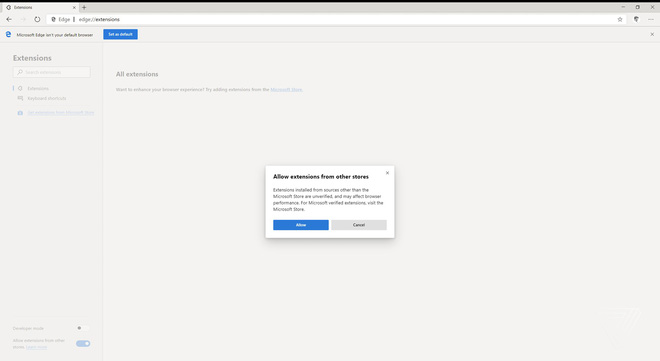 Extensions
Edge | edge://extensions
Microsoft Edge isn't your default browser
Set as default
Extensions
Search extensions
Extensions
Keyboard shortcuts
Get extensions from Microsoft Store
All extensions
Want to enhance your browser experience? Try adding extensions from the Microsoft Store.
Allow extensions from other stores
Extensions installed from sources other than the
Microsoft Store are unverified, and may affect browser
performance. For Microsoft verified extensions, visit the
Microsoft Store.
Allow
Cancel
Developer mode
Allow extensions from other
stores. Learn more